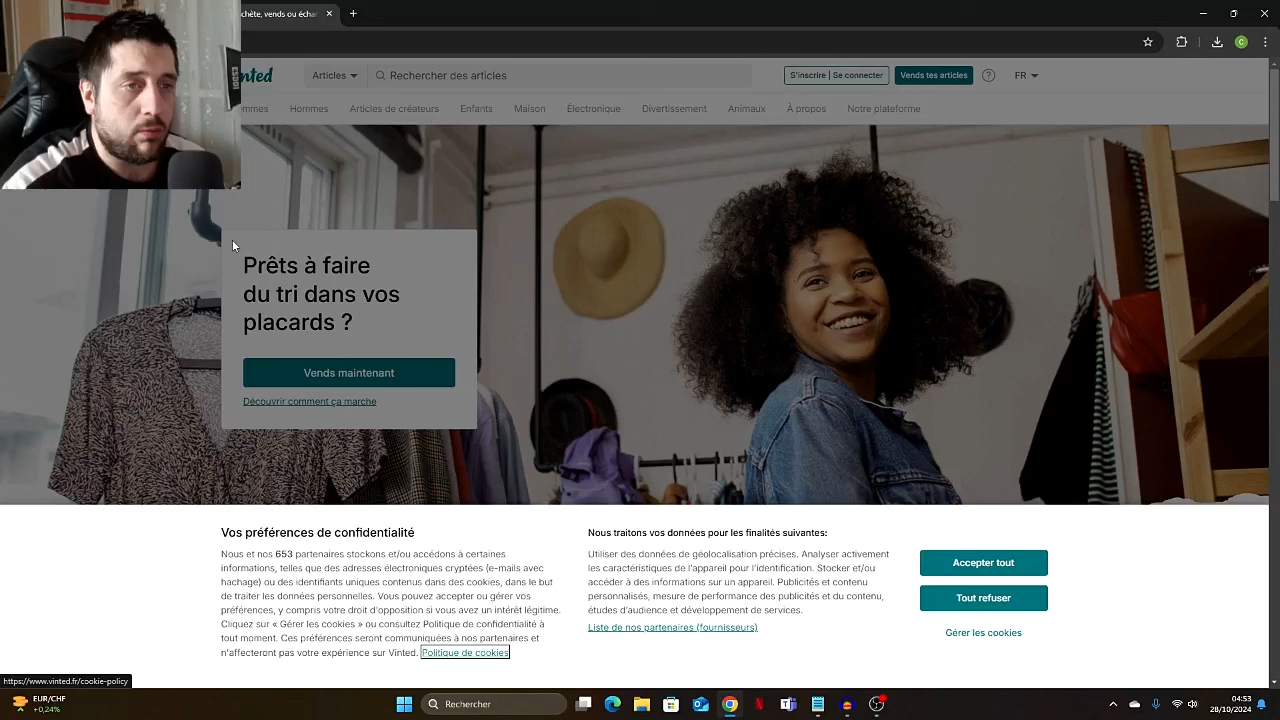 chète, vends ou échar
nted
Articles
Rechercher des articles
S'inscrire | Se connecter
Vends tes articles
FR
mmes
Hommes
Articles de créateurs
Enfants
Maison
Électronique
Divertissement
Animaux
À propos
Notre plateforme
Prêts à faire
du tri dans vos
placards ?
Vends maintenant
Découvrir comment ça marche
Vos préférences de confidentialité
Nous et nos 653 partenaires stockons et/ou accédons à certaines
informations, telles que des adresses électroniques cryptées (e-mails avec
hachage) ou des identifiants uniques contenus dans des cookies, dans le but
de traiter les données personnelles. Vous pouvez accepter ou gérer vos
préférences, y compris votre droit d'opposition si vous avez un intérêt légitime.
Cliquez sur « Gérer les cookies » ou consultez Politique de confidentialité à
tout moment. Ces préférences seront communiquées à nos partenaires et
n'affecteront pas votre expérience sur Vinted. Politique de cookies
Nous traitons vos données pour les finalités suivantes:
Utiliser des données de géolocalisation précises. Analyser activement
les caractéristiques de l'appareil pour l'identification. Stocker et/ou
accéder à des informations sur un appareil. Publicités et contenu
personnalisés, mesure de performance des publicités et du contenu,
études d'audience et développement de services.
Liste de nos partenaires (fournisseurs)
Accepter tout
Tout refuser
Gérer les cookies
https://www.vinted.fr/cookie-policy
EUR/CHF
+0,24%
Rechercher
04:53
28/10/2024